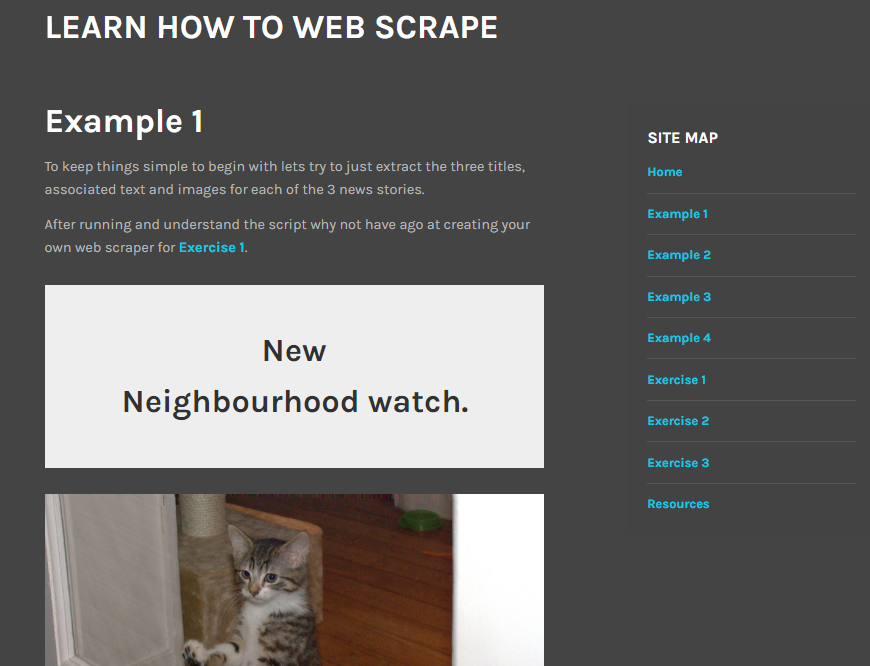 LEARN HOW TO WEB SCRAPE
Example 1
To keep things simple to begin with lets try to just extract the three titles,
associated text and images for each of the 3 news stories.
After running and understand the script why not have ago at creating your
own web scraper for Exercise 1.
New
Neighbourhood watch.
SITE MAP
Home
Example 1
Example 2
Example 3
Example 4
Exercise 1
Exercise 2
Exercise 3
Resources